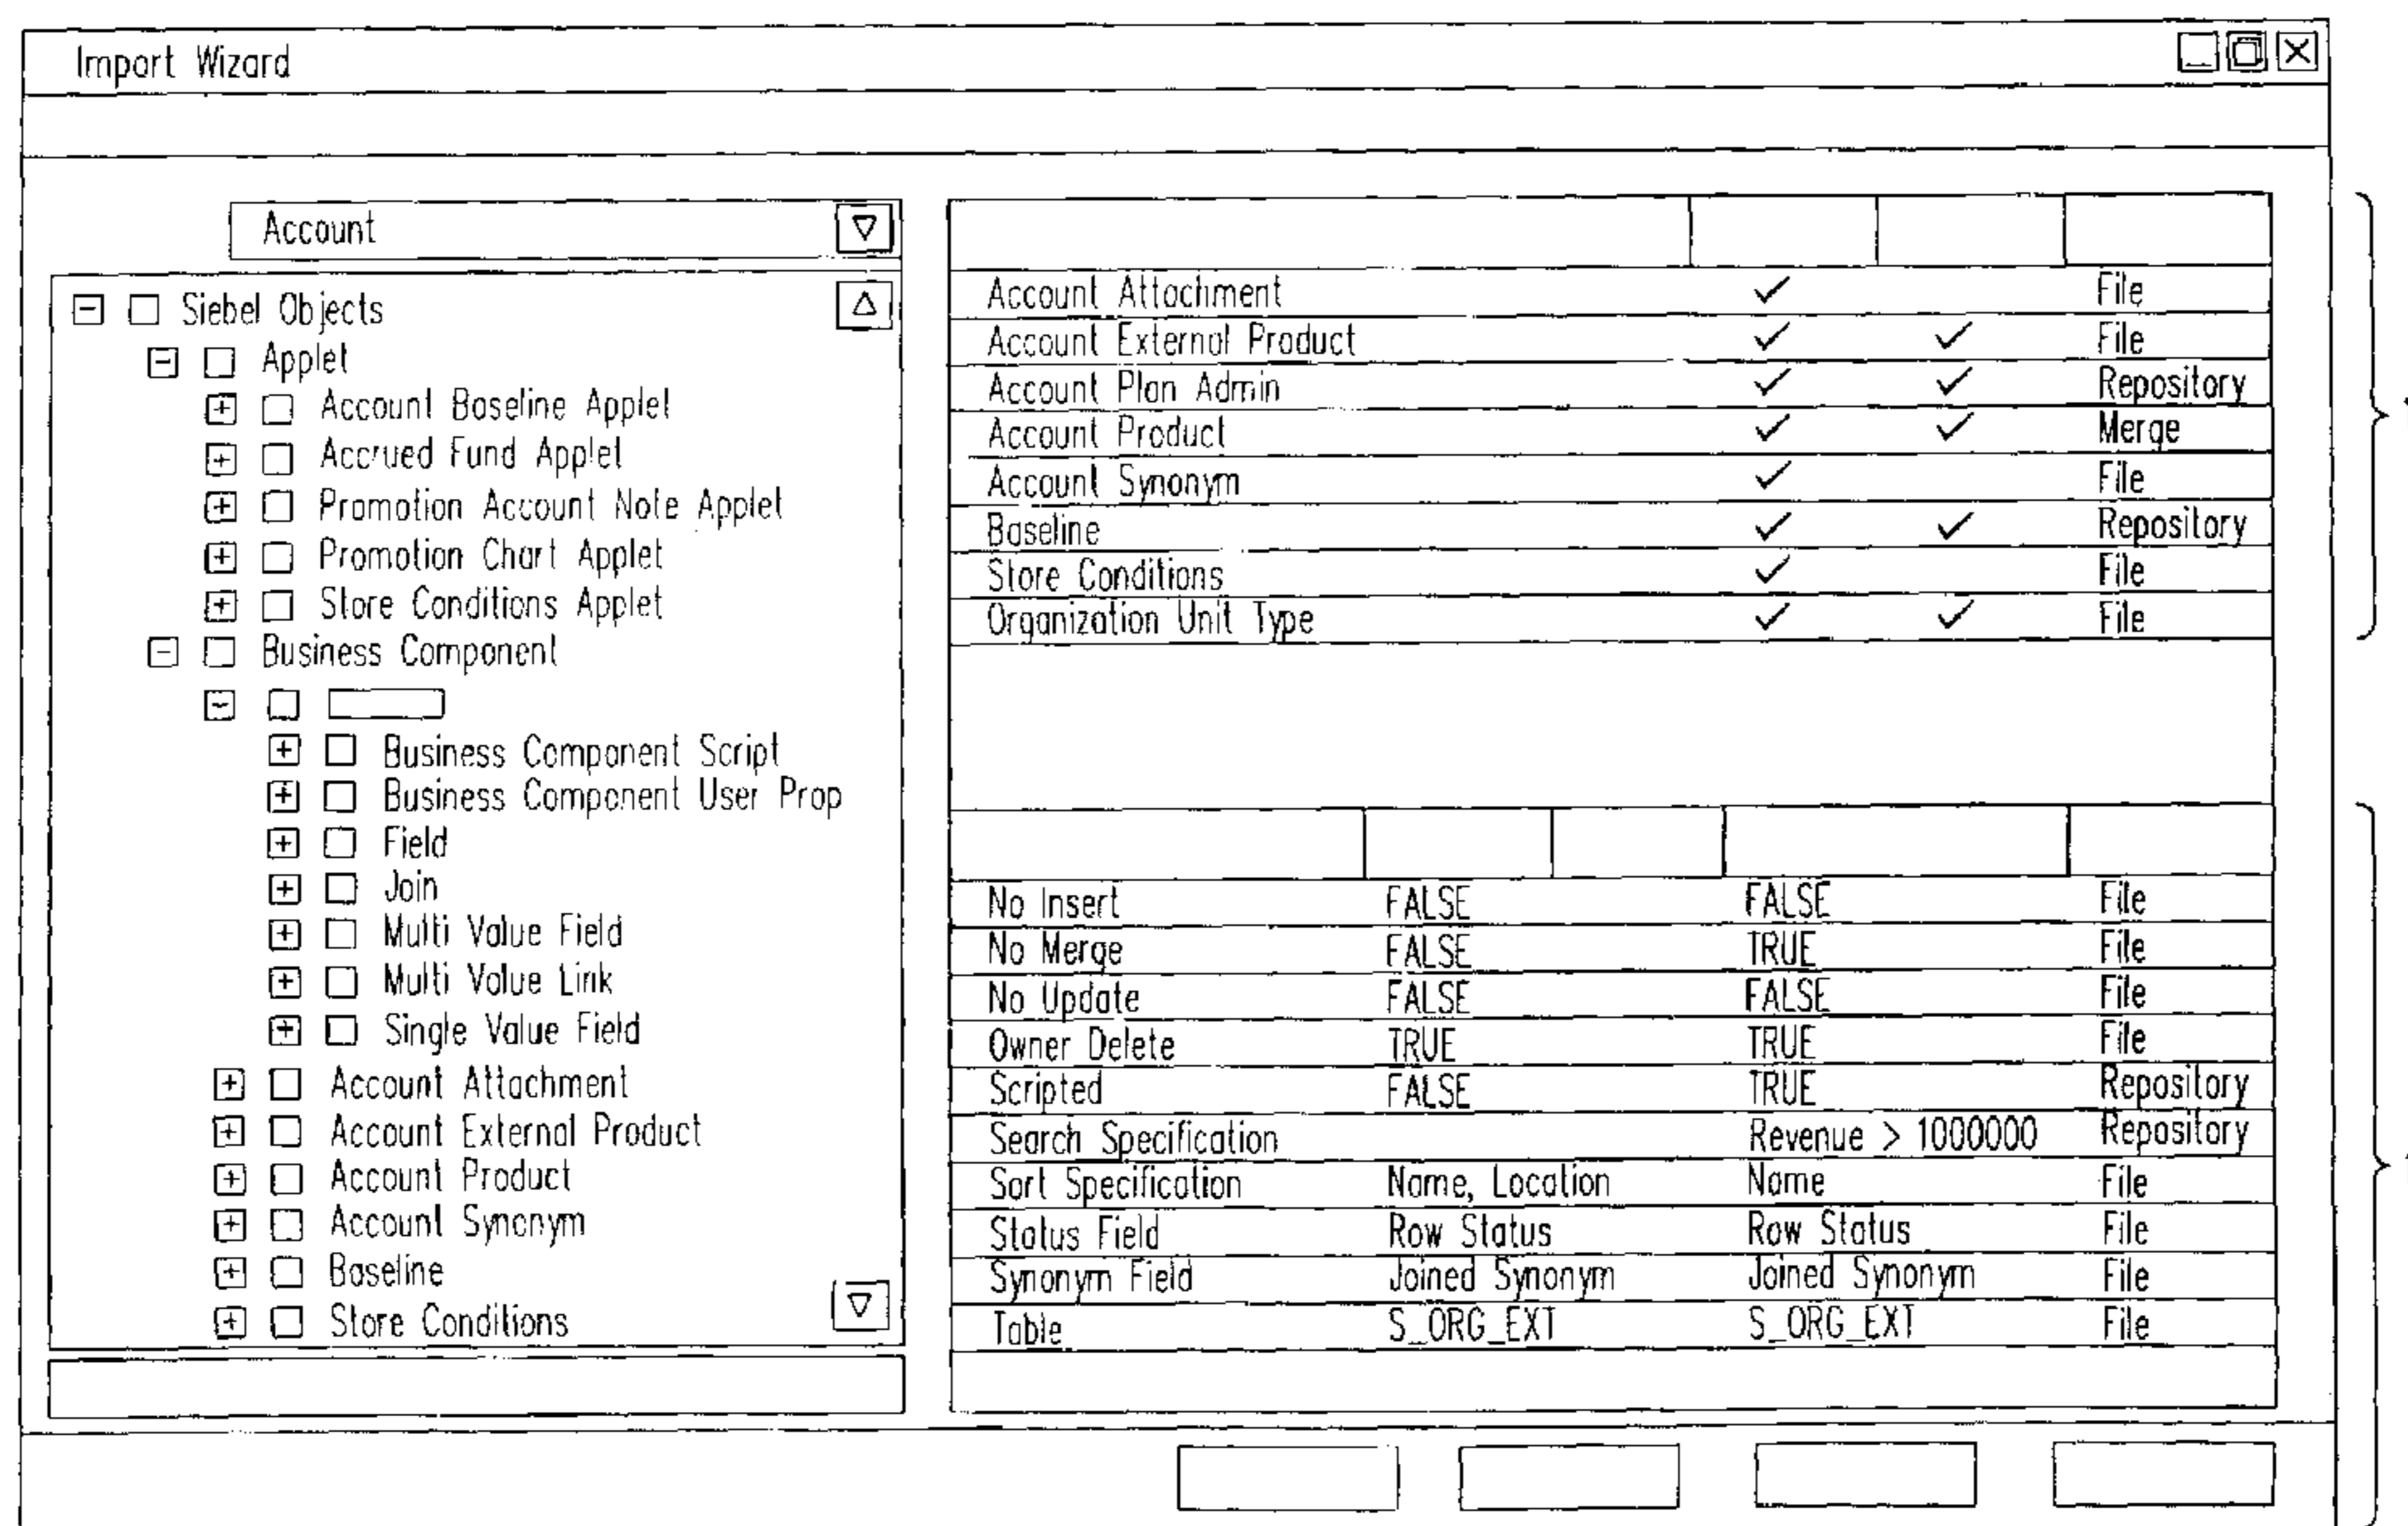 Import Wizard
Account
Siebel Objects
Applet
Account Baseline Applet
Accrued Fund Applet
Promotion Account Note Applet
Promotion Chart Applet
Store Conditions Applet
Business Component
Business Component Script
Business Component User Prop
Field
Join
Multi Value Field
Multi Value Link
Single Value Field
Account Attachment
Account External Product
Account Product
Account Synonym
Baseline
Store Conditions
Account Attachment ✓ File
Account External Product ✓ ✓ File
Account Plan Admin ✓ ✓ Repository
Account Product ✓ ✓ Merge
Account Synonym ✓ File
Baseline ✓ ✓ Repository
Store Conditions ✓ File
Organization Unit Type ✓ ✓ File
No Insert FALSE FALSE File
No Merge FALSE TRUE File
No Update FALSE FALSE File
Owner Delete TRUE TRUE File
Scripted FALSE TRUE Repository
Search Specification Revenue > 1000000 Repository
Sort Specification Name, Location Name File
Status Field Row Status Row Status File
Synonym Field Joined Synonym Joined Synonym File
Table S_ORG_EXT S_ORG_EXT File